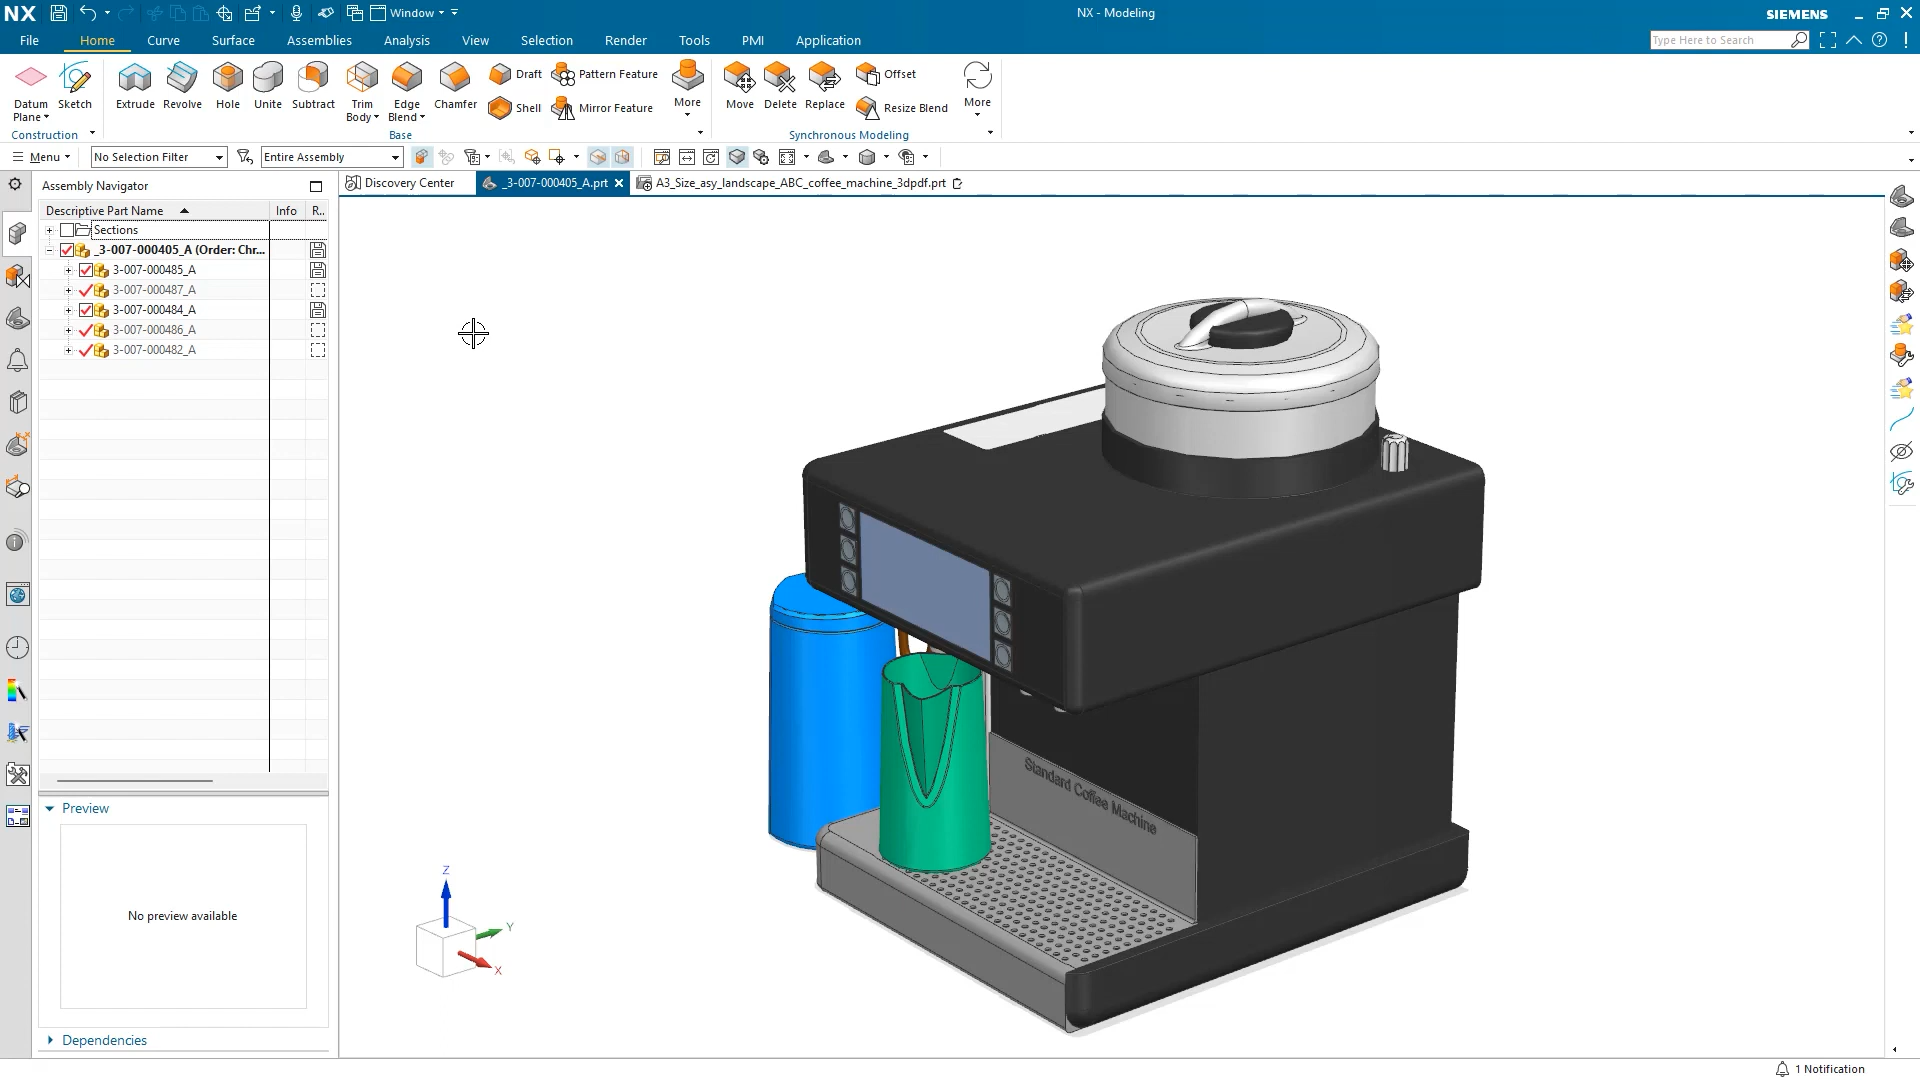 NX
Window
NX - Modeling
SIEMENS
File
Home
Curve
Surface
Assemblies
Analysis
View
Selection
Render
Tools
PMI
Application
Type Here to Search
Datum Plane
Sketch
Extrude
Revolve
Hole
Unite
Subtract
Trim Body
Edge Blend
Chamfer
Draft
Shell
Pattern Feature
Mirror Feature
More
Move
Delete
Replace
Offset
Resize Blend
More
Construction
Base
Synchronous Modeling
Menu
No Selection Filter
Entire Assembly
Assembly Navigator
Discovery Center
_3-007-000405_A.prt
A3_Size_asy_landscape_ABC_coffee_machine_3dpdf.prt
Descriptive Part Name
Info
R..
Sections
_3-007-000405_A (Order: Chr...
3-007-000485_A
3-007-000487_A
3-007-000484_A
3-007-000486_A
3-007-000482_A
Preview
No preview available
Dependencies
Standard Coffee Machine
Z
Y
X
1 Notification